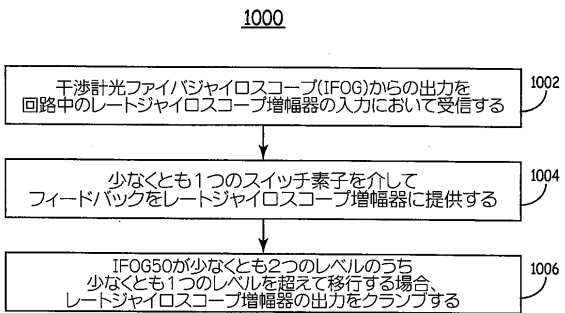 1000
干渉計光ファイバジャイロスコープ(IFOG)からの出力を
回路中のレートジャイロスコープ増幅器の入力において受信する
1002
少なくとも1つのスイッチ素子を介して
フィードバックをレートジャイロスコープ増幅器に提供する
1004
IFOG50が少なくとも2つのレベルのうち
少なくとも1つのレベルを超えて移行する場合、
レートジャイロスコープ増幅器の出力をクランプする
1006